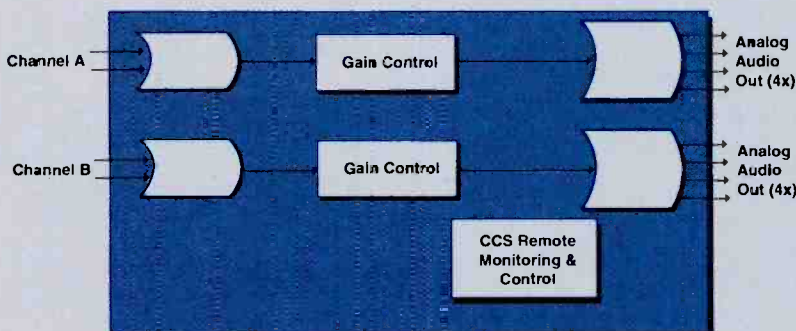 Channel A
Gain Control
Analog
Audio
Out (4x)
Channel B
Gain Control
Analog
Audio
Out (4x)
CCS Remote
Monitoring &
Control